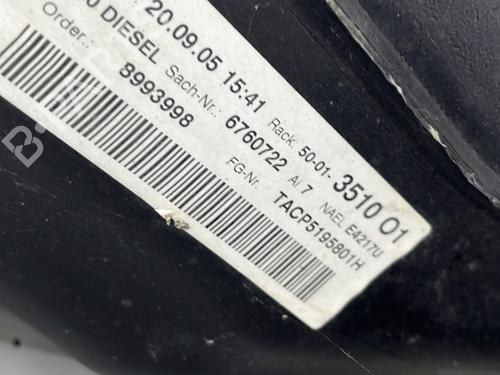 20.09.05 15:41 Rack: 50-01- 3510 01
DIESEL Sach-Nr.: 6760722 AI 7 NAEL E4217U
Order.: 8993998 FG-Nr. TACP5195801H